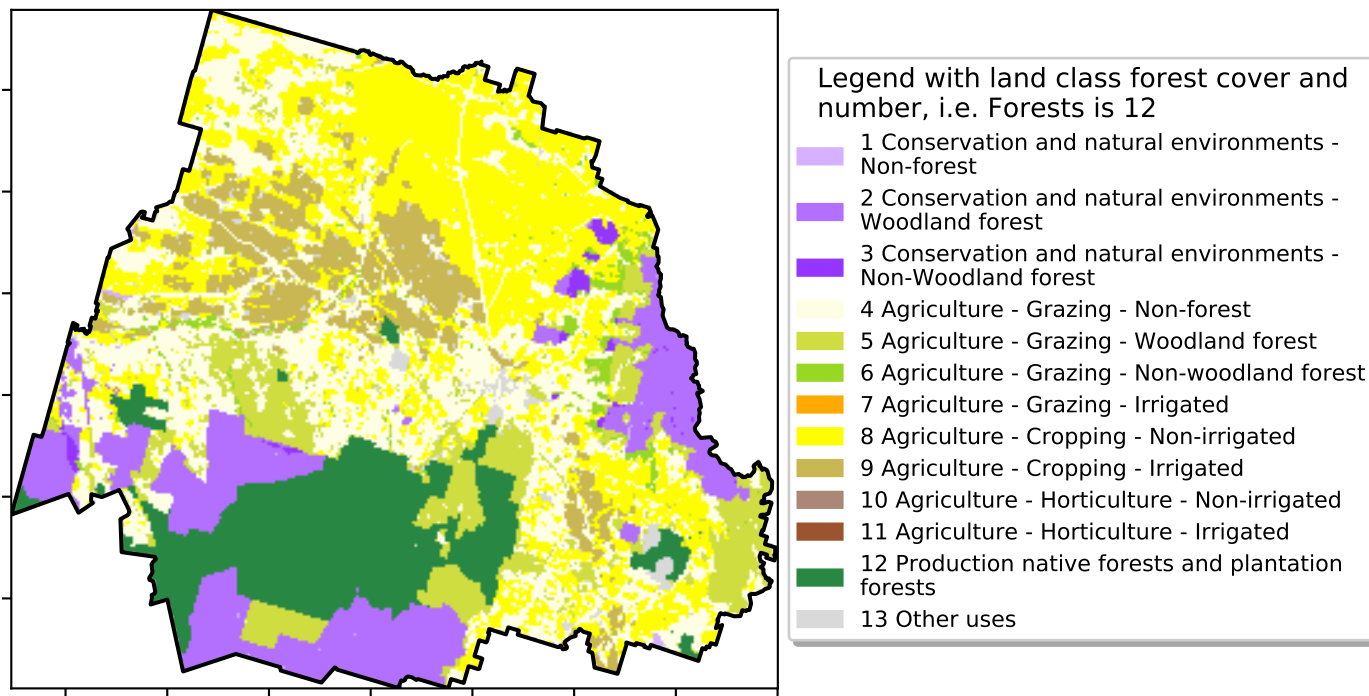 Legend with land class forest cover and
number, i.e. Forests is 12
1 Conservation and natural environments -
Non-forest
2 Conservation and natural environments -
Woodland forest
3 Conservation and natural environments -
Non-Woodland forest
4 Agriculture - Grazing - Non-forest
5 Agriculture - Grazing - Woodland forest
6 Agriculture - Grazing - Non-woodland forest
7 Agriculture - Grazing - Irrigated
8 Agriculture - Cropping - Non-irrigated
9 Agriculture - Cropping - Irrigated
10 Agriculture - Horticulture - Non-irrigated
11 Agriculture - Horticulture - Irrigated
12 Production native forests and plantation
forests
13 Other uses